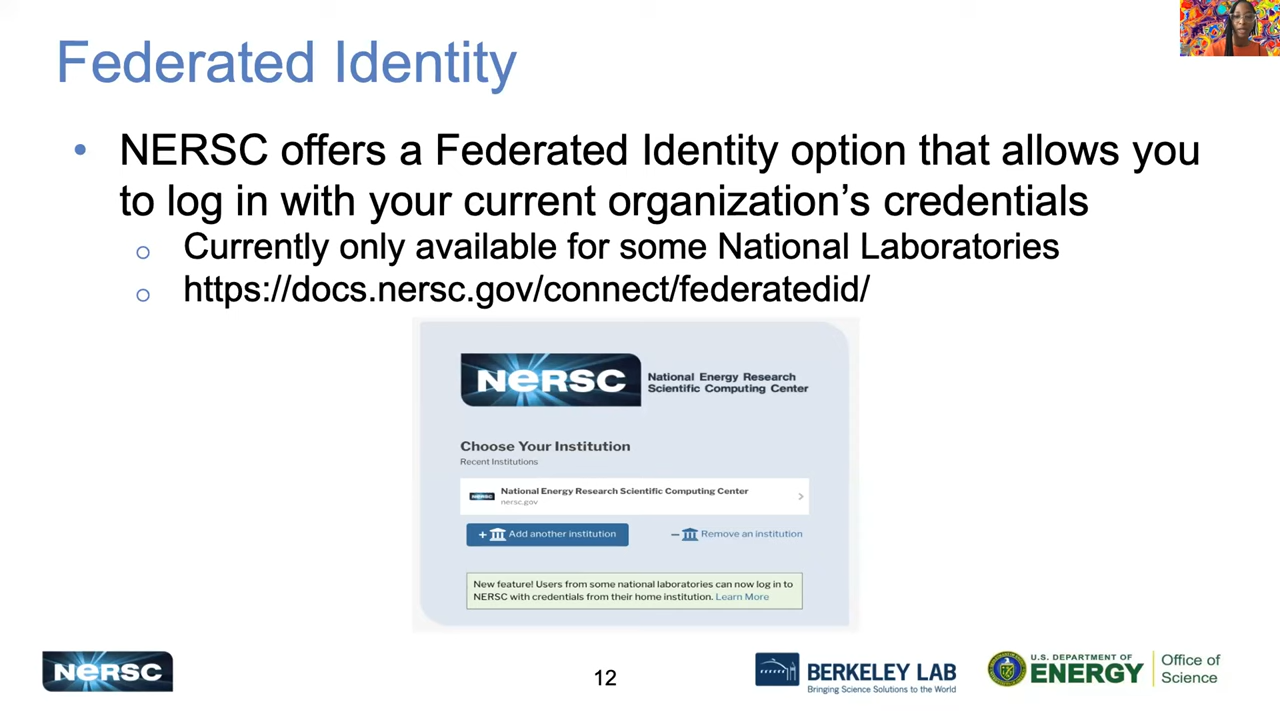 Federated Identity
• NERSC offers a Federated Identity option that allows you
to log in with your current organization's credentials
○ Currently only available for some National Laboratories
○ https://docs.nersc.gov/connect/federatedid/
NERSC
National Energy Research
Scientific Computing Center
Choose Your Institution
Recent Institutions
NERSC
National Energy Research Scientific Computing Center
nersc.gov
+ Add another institution
− Remove an institution
New feature! Users from some national laboratories can now log in to
NERSC with credentials from their home institution. Learn More
NERSC
12
BERKELEY LAB
Bringing Science Solutions to the World
U.S. DEPARTMENT OF
ENERGY
Office of
Science